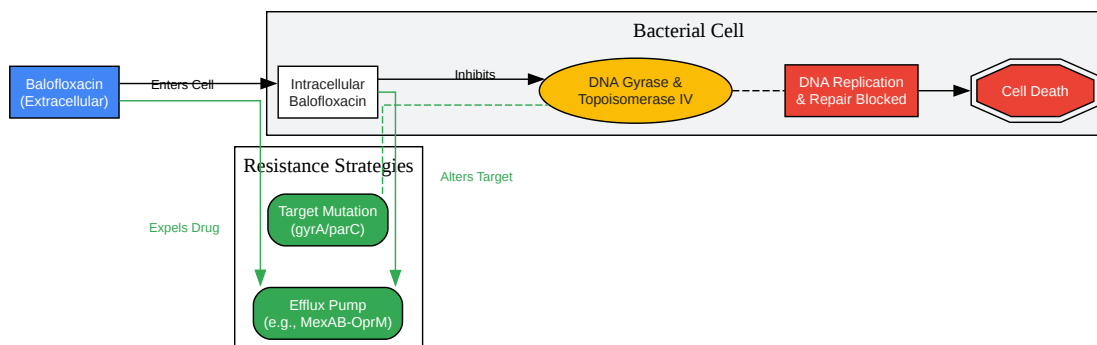 Bacterial Cell
Balofloxacin
(Extracellular)
Enters Cell
Intracellular
Balofloxacin
Inhibits
DNA Gyrase &
Topoisomerase IV
DNA Replication
& Repair Blocked
Cell Death
Resistance Strategies
Alters Target
Target Mutation
(gyrA/parC)
Expels Drug
Efflux Pump
(e.g., MexAB-OprM)